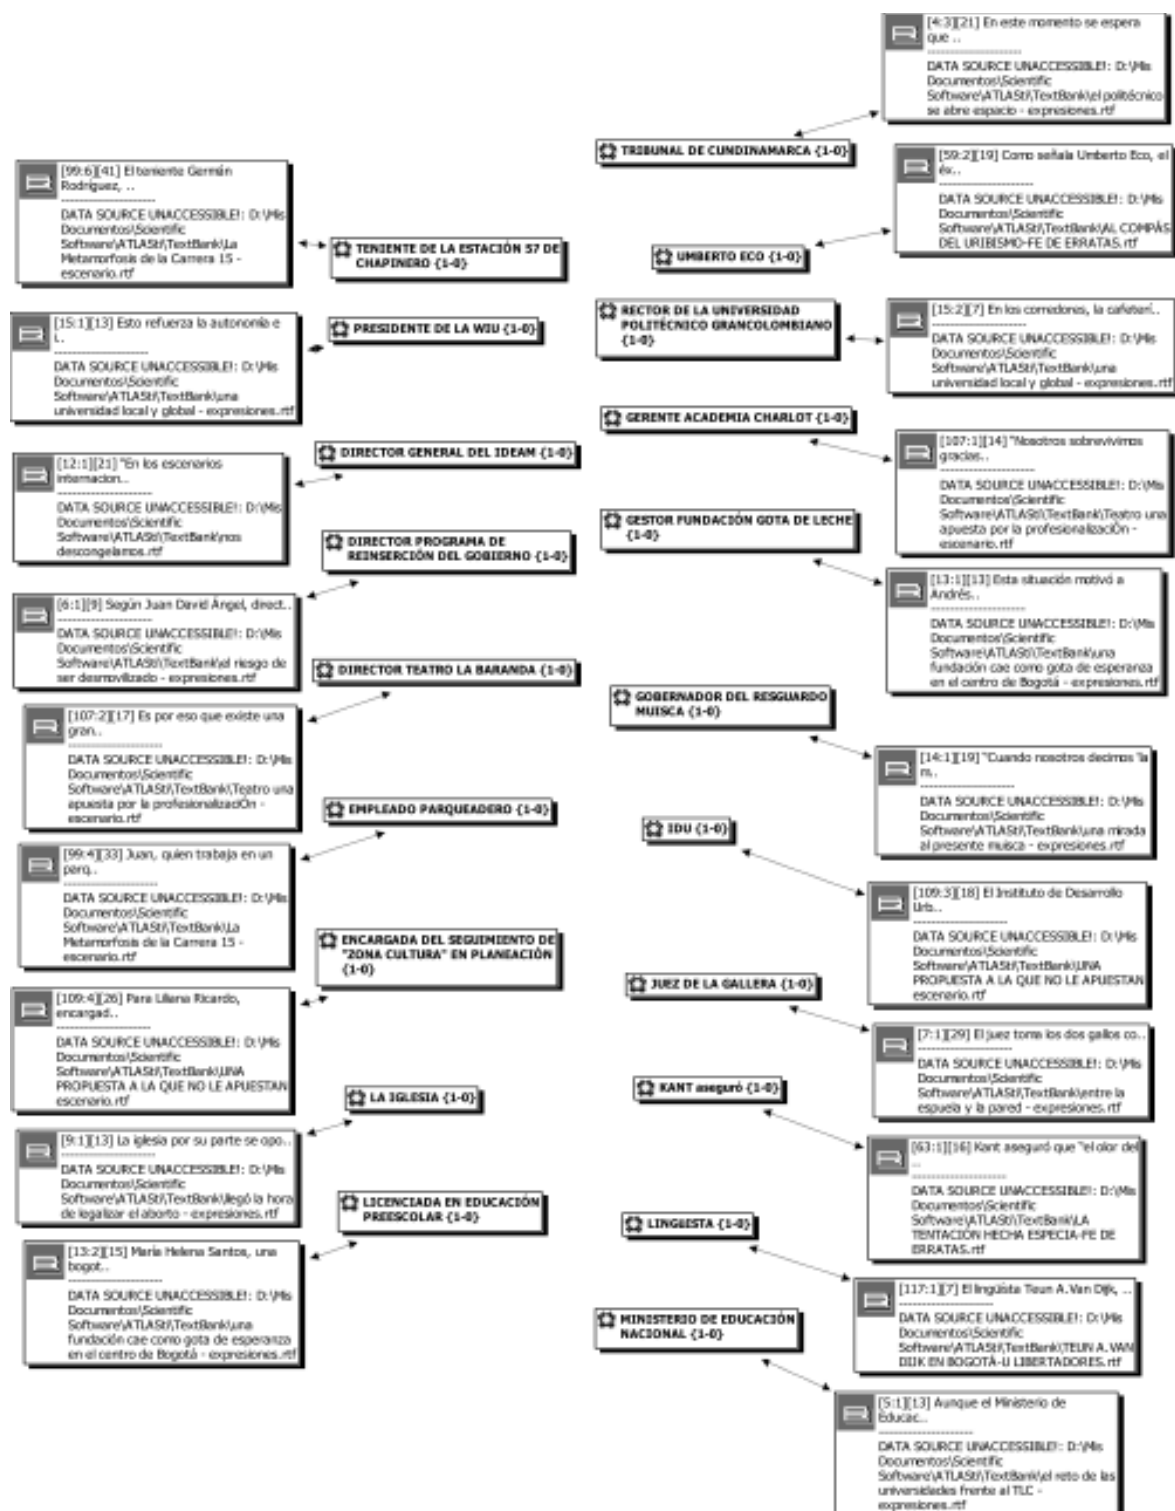 [99:6][41] El teniente Germán
Rodríguez, ..
DATA SOURCE UNACCESSIBLE!: D:\Mis
Documentos\Scientific
Software\ATLASti\TextBank\La
Metamorfosis de la Carrera 15 -
escenario.rtf
TENIENTE DE LA ESTACIÓN 57 DE
CHAPINERO {1-0}
[15:1][13] Esto refuerza la autonomía e
i..
DATA SOURCE UNACCESSIBLE!: D:\Mis
Documentos\Scientific
Software\ATLASti\TextBank\una
universidad local y global - expresiones.rtf
PRESIDENTE DE LA WIU {1-0}
[12:1][21] "En los escenarios
internacion..
DATA SOURCE UNACCESSIBLE!: D:\Mis
Documentos\Scientific
Software\ATLASti\TextBank\nos
descongelamos.rtf
DIRECTOR GENERAL DEL IDEAM {1-0}
DIRECTOR PROGRAMA DE
REINSERCIÓN DEL GOBIERNO {1-0}
[6:1][9] Según Juan David Ángel, direct..
DATA SOURCE UNACCESSIBLE!: D:\Mis
Documentos\Scientific
Software\ATLASti\TextBank\el riesgo de
ser desmovilizado - expresiones.rtf
DIRECTOR TEATRO LA BARANDA {1-0}
[107:2][17] Es por eso que existe una
gran..
DATA SOURCE UNACCESSIBLE!: D:\Mis
Documentos\Scientific
Software\ATLASti\TextBank\Teatro una
apuesta por la profesionalizaciÓn -
escenario.rtf
EMPLEADO PARQUEADERO {1-0}
[99:4][33] Juan, quien trabaja en un
parq..
DATA SOURCE UNACCESSIBLE!: D:\Mis
Documentos\Scientific
Software\ATLASti\TextBank\La
Metamorfosis de la Carrera 15 -
escenario.rtf
ENCARGADA DEL SEGUIMIENTO DE
"ZONA CULTURA" EN PLANEACIÓN
{1-0}
[109:4][26] Para Liliana Ricardo,
encargad..
DATA SOURCE UNACCESSIBLE!: D:\Mis
Documentos\Scientific
Software\ATLASti\TextBank\UNA
PROPUESTA A LA QUE NO LE APUESTAN
escenario.rtf
LA IGLESIA {1-0}
[9:1][13] La iglesia por su parte se opo..
DATA SOURCE UNACCESSIBLE!: D:\Mis
Documentos\Scientific
Software\ATLASti\TextBank\llegó la hora
de legalizar el aborto - expresiones.rtf
LICENCIADA EN EDUCACIÓN
PREESCOLAR {1-0}
[13:2][15] María Helena Santos, una
bogot..
DATA SOURCE UNACCESSIBLE!: D:\Mis
Documentos\Scientific
Software\ATLASti\TextBank\una
fundación cae como gota de esperanza
en el centro de Bogotá - expresiones.rtf
[4:3][21] En este momento se espera
que ..
DATA SOURCE UNACCESSIBLE!: D:\Mis
Documentos\Scientific
Software\ATLASti\TextBank\el politécnico
se abre espacio - expresiones.rtf
TRIBUNAL DE CUNDINAMARCA {1-0}
[59:2][19] Como señala Umberto Eco, el
éx..
DATA SOURCE UNACCESSIBLE!: D:\Mis
Documentos\Scientific
Software\ATLASti\TextBank\AL COMPÁS
DEL URIBISMO-FE DE ERRATAS.rtf
UMBERTO ECO {1-0}
RECTOR DE LA UNIVERSIDAD
POLITÉCNICO GRANCOLOMBIANO
{1-0}
[15:2][7] En los corredores, la cafeterí..
DATA SOURCE UNACCESSIBLE!: D:\Mis
Documentos\Scientific
Software\ATLASti\TextBank\una
universidad local y global - expresiones.rtf
GERENTE ACADEMIA CHARLOT {1-0}
[107:1][14] "Nosotros sobrevivimos
gracias..
DATA SOURCE UNACCESSIBLE!: D:\Mis
Documentos\Scientific
Software\ATLASti\TextBank\Teatro una
apuesta por la profesionalizaciÓn -
escenario.rtf
GESTOR FUNDACIÓN GOTA DE LECHE
{1-0}
[13:1][13] Esta situación motivó a
Andrés..
DATA SOURCE UNACCESSIBLE!: D:\Mis
Documentos\Scientific
Software\ATLASti\TextBank\una
fundación cae como gota de esperanza
en el centro de Bogotá - expresiones.rtf
GOBERNADOR DEL RESGUARDO
MUISCA {1-0}
[14:1][19] "Cuando nosotros decimos 'la
m..
DATA SOURCE UNACCESSIBLE!: D:\Mis
Documentos\Scientific
Software\ATLASti\TextBank\una mirada
al presente muisca - expresiones.rtf
IDU {1-0}
[109:3][18] El Instituto de Desarrollo
Urb..
DATA SOURCE UNACCESSIBLE!: D:\Mis
Documentos\Scientific
Software\ATLASti\TextBank\UNA
PROPUESTA A LA QUE NO LE APUESTAN
escenario.rtf
JUEZ DE LA GALLERA {1-0}
[7:1][29] El juez toma los dos gallos co..
DATA SOURCE UNACCESSIBLE!: D:\Mis
Documentos\Scientific
Software\ATLASti\TextBank\entre la
espuela y la pared - expresiones.rtf
KANT aseguró {1-0}
[63:1][16] Kant aseguró que "el olor del
..
DATA SOURCE UNACCESSIBLE!: D:\Mis
Documentos\Scientific
Software\ATLASti\TextBank\LA
TENTACIÓN HECHA ESPECIA-FE DE
ERRATAS.rtf
LINGUISTA {1-0}
[117:1][7] El lingüista Teun A.Van Dijk, ..
DATA SOURCE UNACCESSIBLE!: D:\Mis
Documentos\Scientific
Software\ATLASti\TextBank\TEUN A. VAN
DIJK EN BOGOTÁ-U LIBERTADORES.rtf
MINISTERIO DE EDUCACIÓN
NACIONAL {1-0}
[5:1][13] Aunque el Ministerio de
Educac..
DATA SOURCE UNACCESSIBLE!: D:\Mis
Documentos\Scientific
Software\ATLASti\TextBank\el reto de las
universidades frente al TLC -
expresiones.rtf